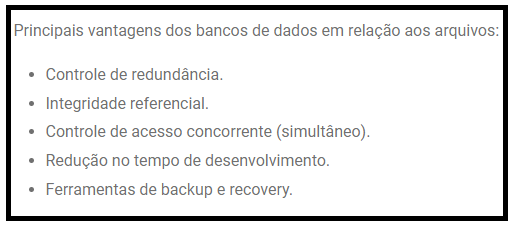 Principais vantagens dos bancos de dados em relação aos arquivos:
• Controle de redundância.
• Integridade referencial.
• Controle de acesso concorrente (simultâneo).
• Redução no tempo de desenvolvimento.
• Ferramentas de backup e recovery.